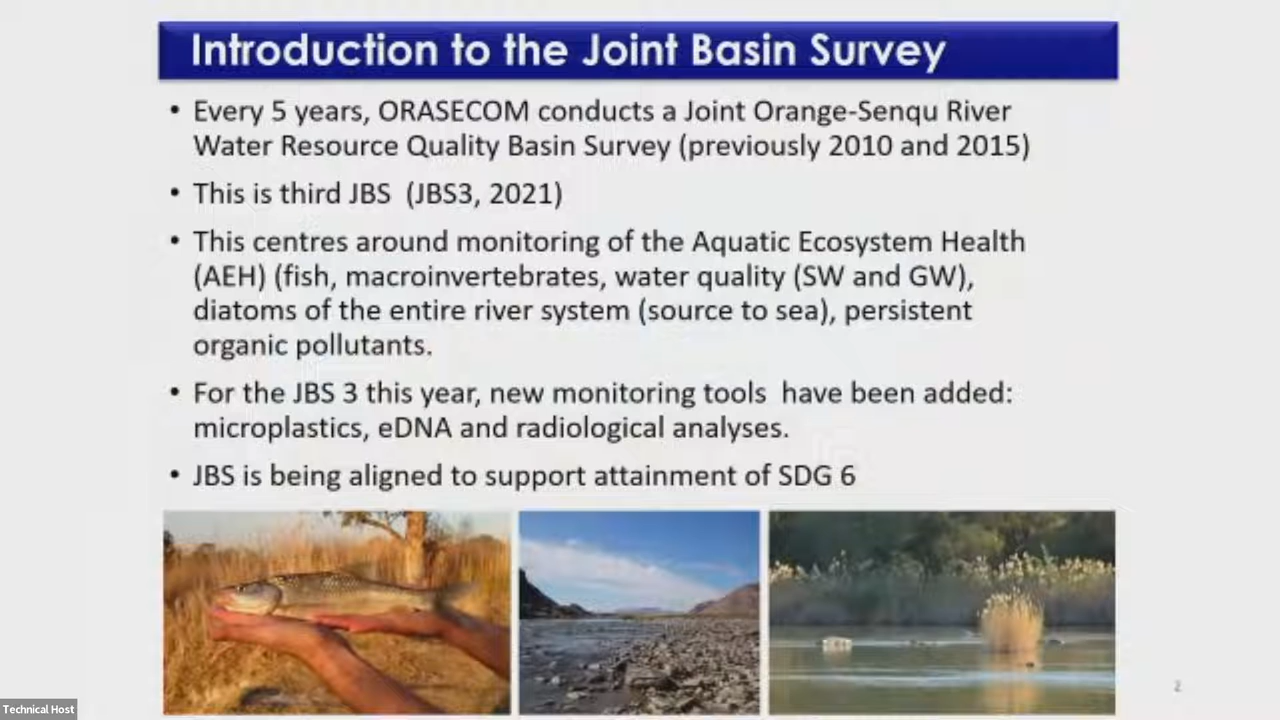 Introduction to the Joint Basin Survey
• Every 5 years, ORASECOM conducts a Joint Orange-Senqu River
Water Resource Quality Basin Survey (previously 2010 and 2015)
• This is third JBS (JBS3, 2021)
• This centres around monitoring of the Aquatic Ecosystem Health
(AEH) (fish, macroinvertebrates, water quality (SW and GW),
diatoms of the entire river system (source to sea), persistent
organic pollutants.
• For the JBS 3 this year, new monitoring tools have been added:
microplastics, eDNA and radiological analyses.
• JBS is being aligned to support attainment of SDG 6
2
Technical Host